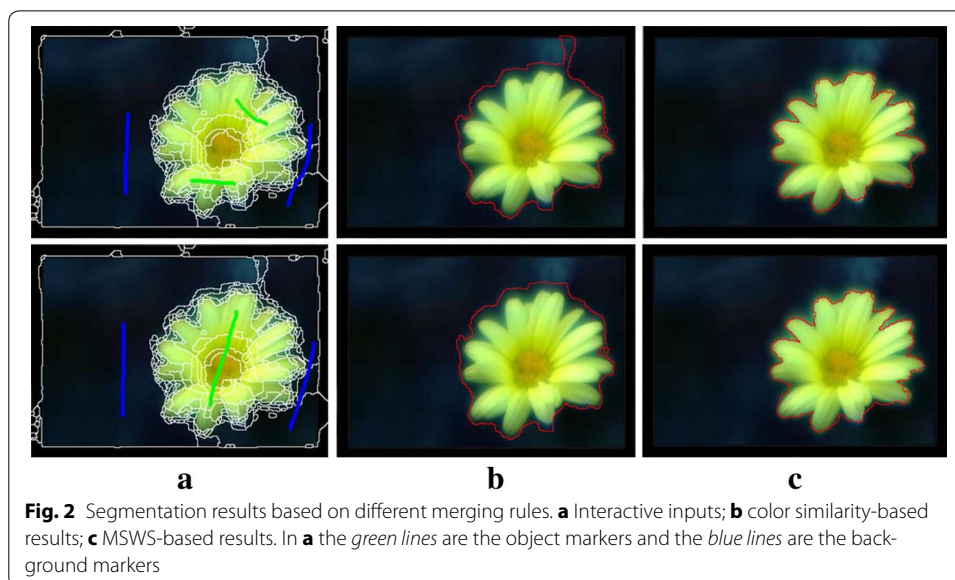 a b c
Fig. 2 Segmentation results based on different merging rules. a Interactive inputs; b color similarity-based
results; c MSWS-based results. In a the green lines are the object markers and the blue lines are the back-
ground markers